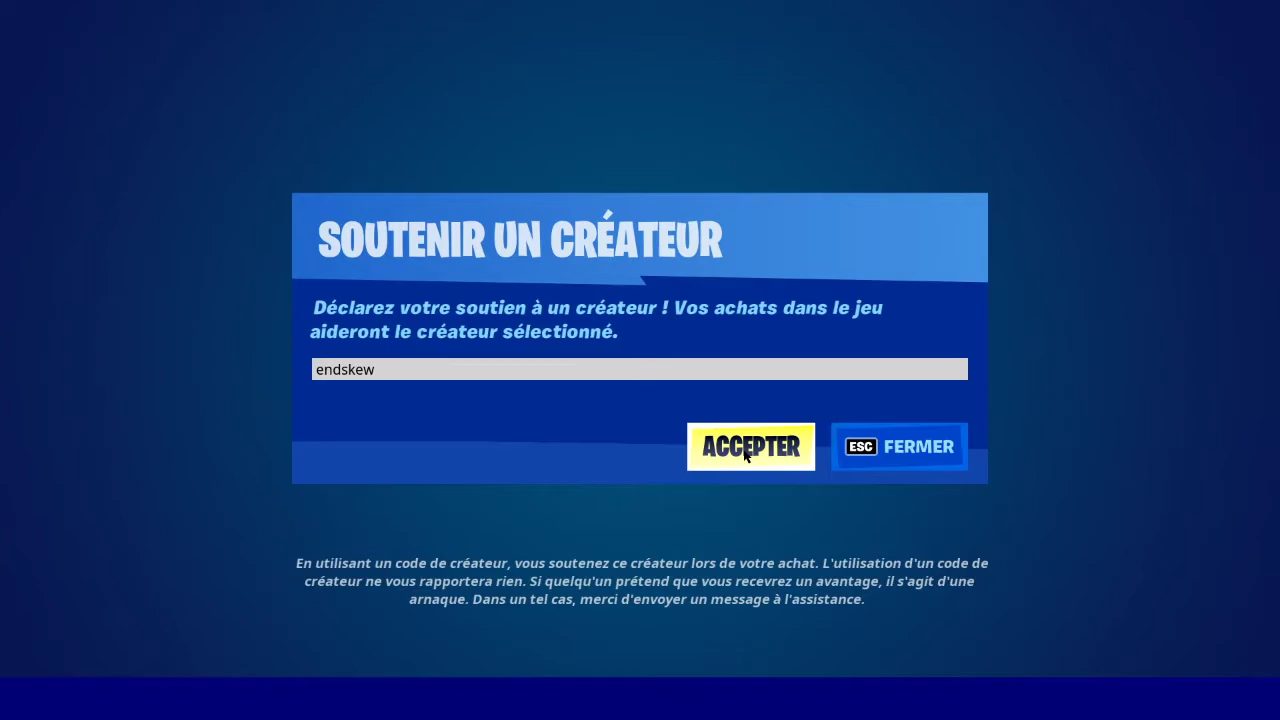 SOUTENIR UN CRÉATEUR
Déclarez votre soutien à un créateur ! Vos achats dans le jeu
aideront le créateur sélectionné.
endskew
ACCEPTER
ESC FERMER
En utilisant un code de créateur, vous soutenez ce créateur lors de votre achat. L'utilisation d'un code de
créateur ne vous rapportera rien. Si quelqu'un prétend que vous recevrez un avantage, il s'agit d'une
arnaque. Dans un tel cas, merci d'envoyer un message à l'assistance.